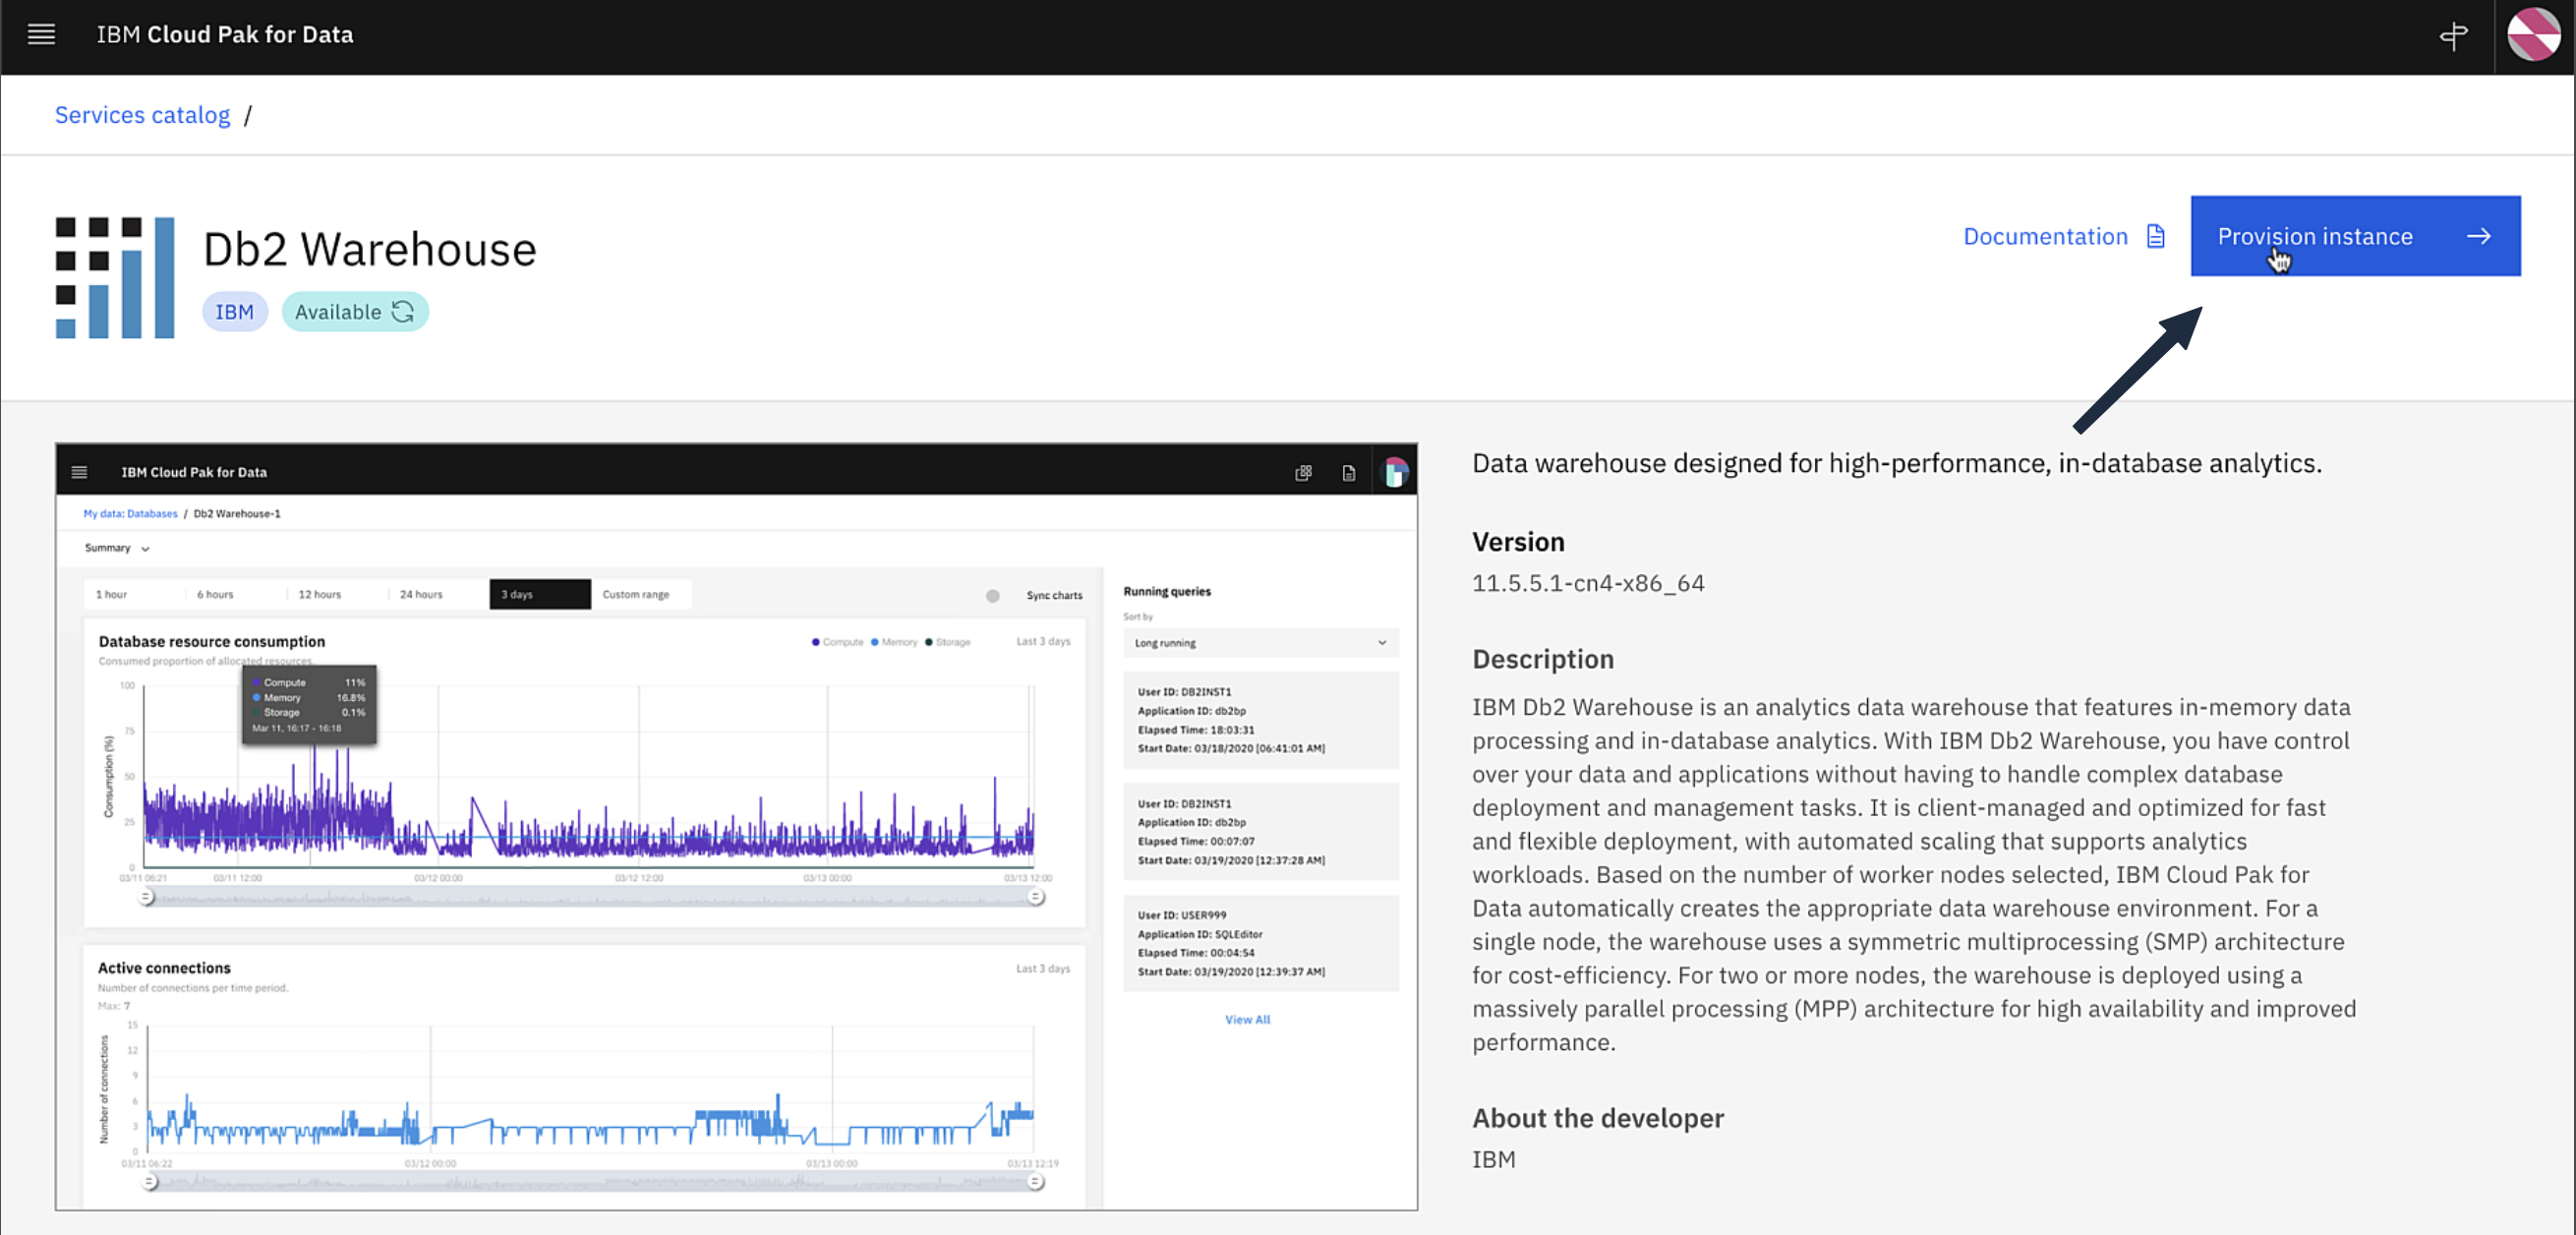 IBM Cloud Pak for Data
Services catalog /
Db2 Warehouse
IBM Available
Documentation
Provision instance
IBM Cloud Pak for Data
My data: Databases / Db2 Warehouse-1
Summary
1 hour 6 hours 12 hours 24 hours 3 days Custom range
Sync charts
Database resource consumption
Compute Memory Storage Last 3 days
Consumed proportion of allocated resources.
Compute 11%
Memory 16.8%
Storage 0.1%
Mar 11, 16:17 - 16:18
Consumption (%)
100
75
50
25
0
03/11 06:21 03/11 12:00 03/12 00:00 03/12 12:00 03/13 00:00 03/13 12:00
Active connections
Last 3 days
Number of connections per time period.
Max: 7
Number of connections
15
12
9
6
3
0
03/11 06:22 03/12 00:00 03/13 00:00 03/13 12:19
Running queries
Sort by
Long running
User ID: DB2INST1
Application ID: db2bp
Elapsed Time: 18:03:31
Start Date: 03/18/2020 [06:41:01 AM]
User ID: DB2INST1
Application ID: db2bp
Elapsed Time: 00:07:07
Start Date: 03/19/2020 [12:37:28 AM]
User ID: USER999
Application ID: SQLEditor
Elapsed Time: 00:04:54
Start Date: 03/19/2020 [12:39:37 AM]
View All
Data warehouse designed for high-performance, in-database analytics.
Version
11.5.5.1-cn4-x86_64
Description
IBM Db2 Warehouse is an analytics data warehouse that features in-memory data
processing and in-database analytics. With IBM Db2 Warehouse, you have control
over your data and applications without having to handle complex database
deployment and management tasks. It is client-managed and optimized for fast
and flexible deployment, with automated scaling that supports analytics
workloads. Based on the number of worker nodes selected, IBM Cloud Pak for
Data automatically creates the appropriate data warehouse environment. For a
single node, the warehouse uses a symmetric multiprocessing (SMP) architecture
for cost-efficiency. For two or more nodes, the warehouse is deployed using a
massively parallel processing (MPP) architecture for high availability and improved
performance.
About the developer
IBM